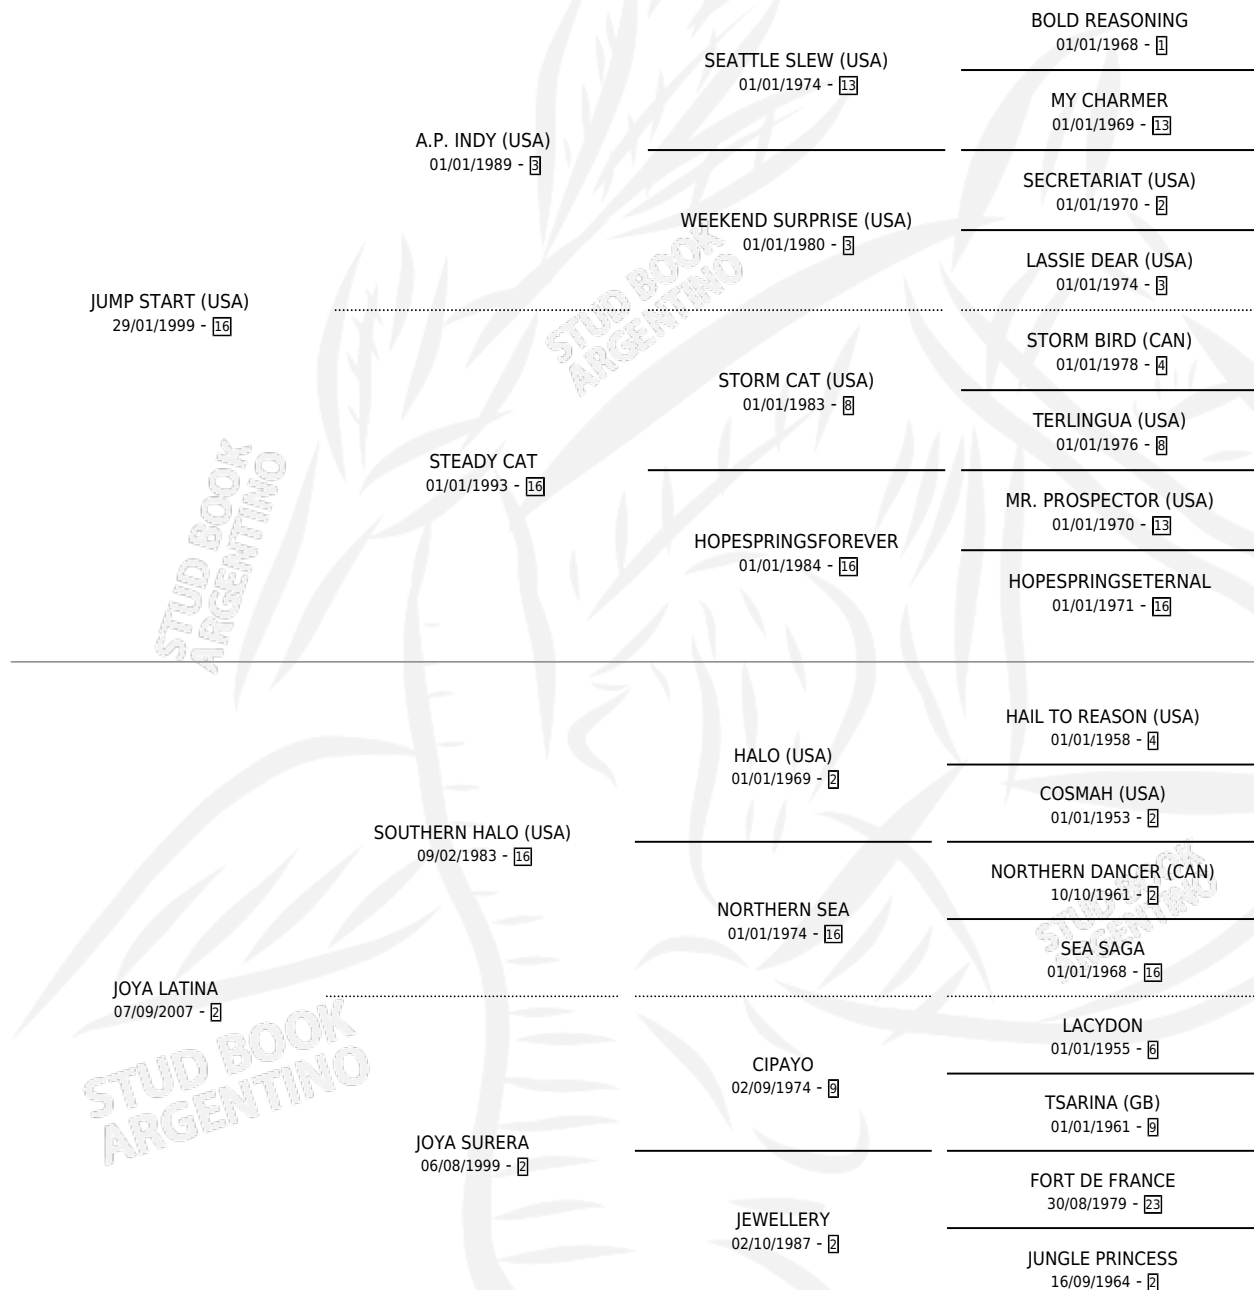 BOLD REASONING
01/01/1968 - 1
SEATTLE SLEW (USA)
01/01/1974 - 13
MY CHARMER
01/01/1969 - 13
A.P. INDY (USA)
01/01/1989 - 3
SECRETARIAT (USA)
01/01/1970 - 2
WEEKEND SURPRISE (USA)
01/01/1980 - 3
LASSIE DEAR (USA)
01/01/1974 - 3
JUMP START (USA)
29/01/1999 - 16
STORM BIRD (CAN)
01/01/1978 - 4
STORM CAT (USA)
01/01/1983 - 8
TERLINGUA (USA)
01/01/1976 - 8
STEADY CAT
01/01/1993 - 16
MR. PROSPECTOR (USA)
01/01/1970 - 13
HOPESPRINGSFOREVER
01/01/1984 - 16
HOPESPRINGSETERNAL
01/01/1971 - 16
HAIL TO REASON (USA)
01/01/1958 - 4
HALO (USA)
01/01/1969 - 2
COSMAH (USA)
01/01/1953 - 2
SOUTHERN HALO (USA)
09/02/1983 - 16
NORTHERN DANCER (CAN)
10/10/1961 - 2
NORTHERN SEA
01/01/1974 - 16
SEA SAGA
01/01/1968 - 16
JOYA LATINA
07/09/2007 - 2
LACYDON
01/01/1955 - 6
CIPAYO
02/09/1974 - 9
TSARINA (GB)
01/01/1961 - 9
JOYA SURERA
06/08/1999 - 2
FORT DE FRANCE
30/08/1979 - 23
JEWELLERY
02/10/1987 - 2
JUNGLE PRINCESS
16/09/1964 - 2
STUD BOOK
ARGENTINO
STUD BOOK
ARGENTINO
STUD BOOK
ARGENTINO
STUD BOOK
ARGENTINO